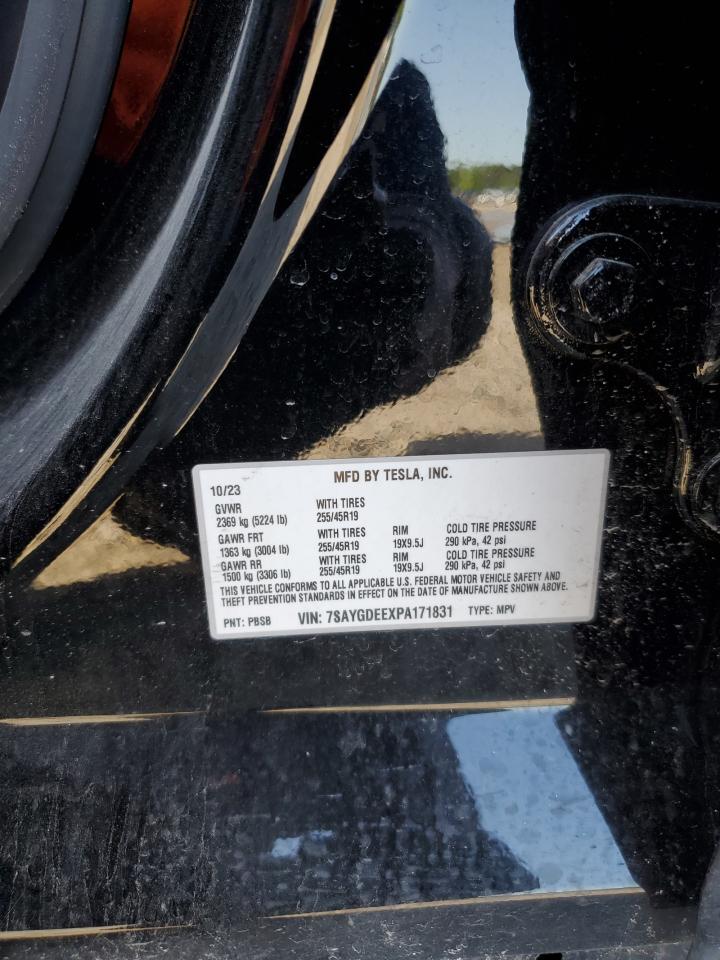 MFD BY TESLA, INC.
10/23
GVWR WITH TIRES
2369 kg (5224 lb) 255/45R19
GAWR FRT WITH TIRES RIM COLD TIRE PRESSURE
1363 kg (3004 lb) 255/45R19 19X9.5J 290 kPa, 42 psi
GAWR RR WITH TIRES RIM COLD TIRE PRESSURE
1500 kg (3306 lb) 255/45R19 19X9.5J 290 kPa, 42 psi
THIS VEHICLE CONFORMS TO ALL APPLICABLE U.S. FEDERAL MOTOR VEHICLE SAFETY AND
THEFT PREVENTION STANDARDS IN EFFECT ON THE DATE OF MANUFACTURE SHOWN ABOVE.
PNT: PBSB VIN: 7SAYGDEEXPA171831 TYPE: MPV